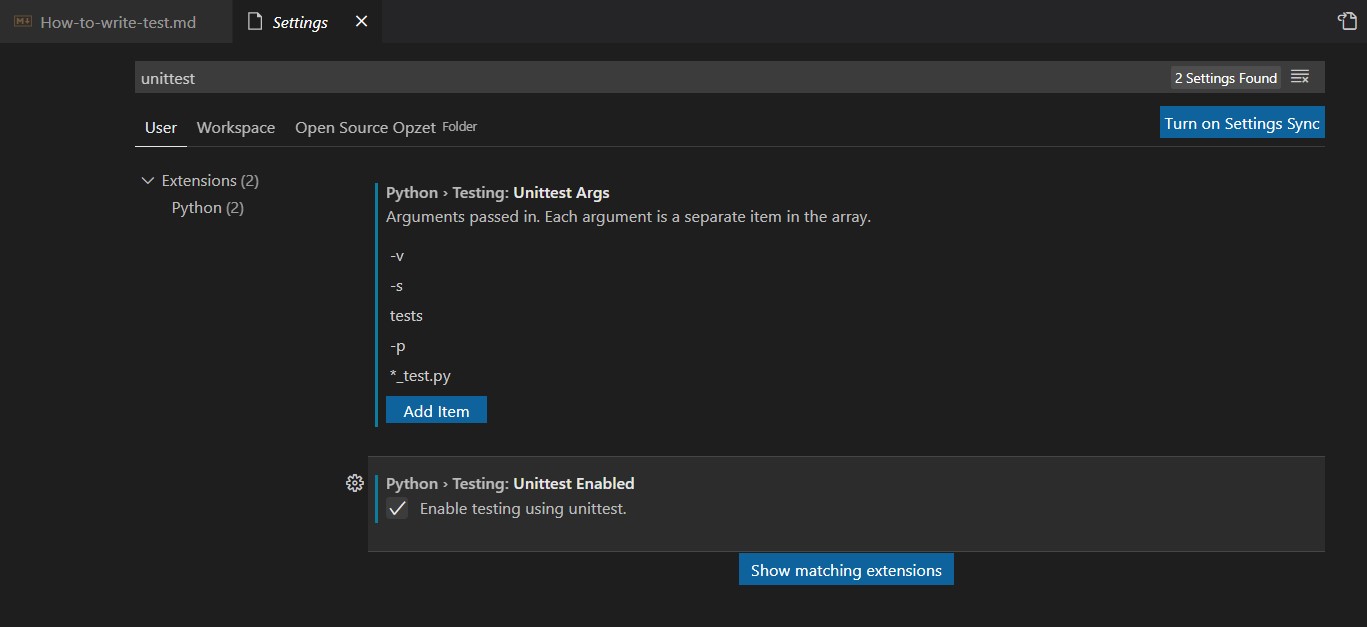 How-to-write-test.md
Settings
unittest
2 Settings Found
User
Workspace
Open Source Opzet Folder
Turn on Settings Sync
Extensions (2)
Python (2)
Python › Testing: Unittest Args
Arguments passed in. Each argument is a separate item in the array.
-v
-s
tests
-p
*_test.py
Add Item
Python › Testing: Unittest Enabled
Enable testing using unittest.
Show matching extensions